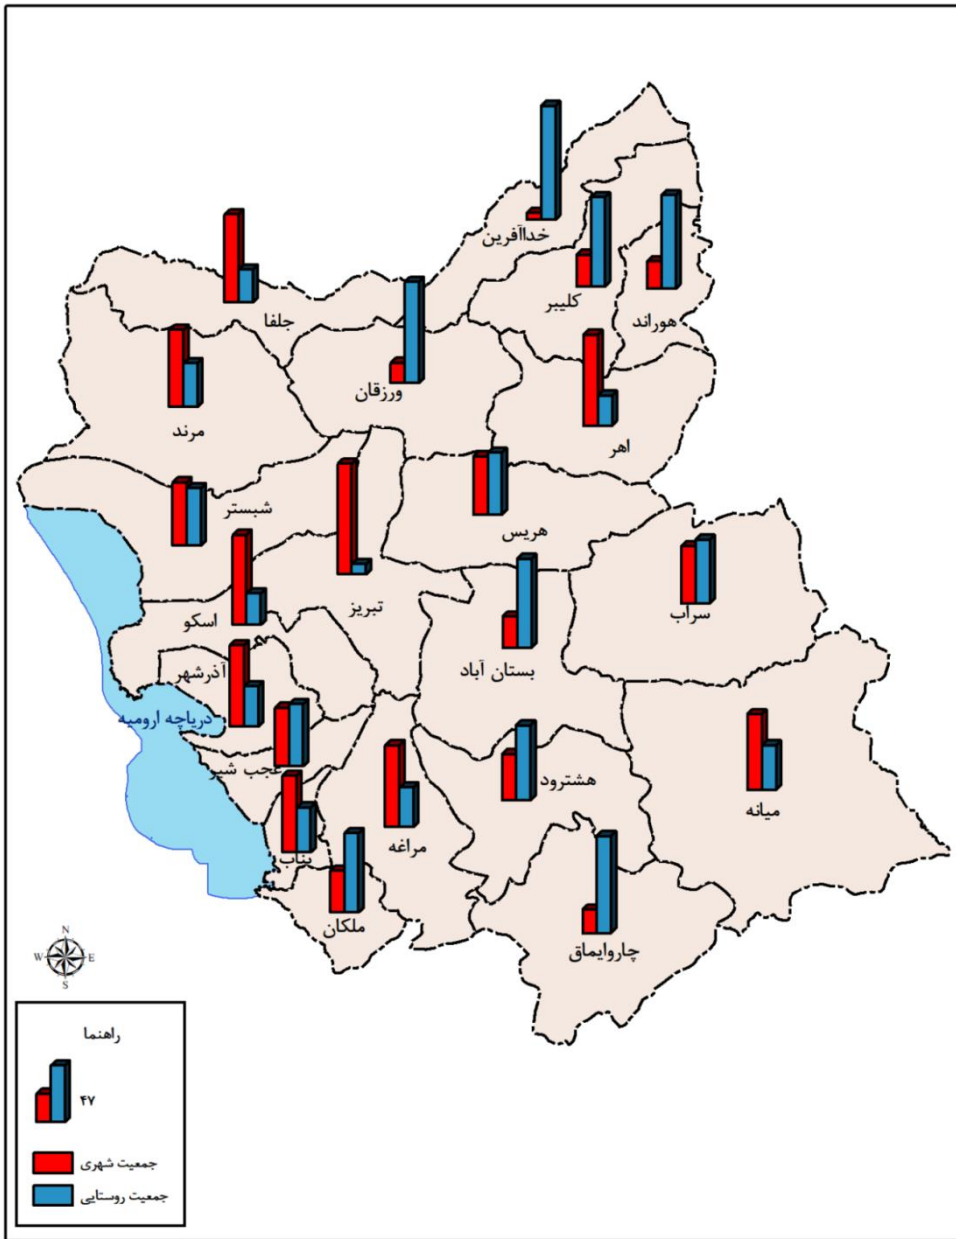 خداآفرین
کلیبر
هوراند
جلفا
ورزقان
مرند
اهر
شبستر
هریس
تبریز
اسکو
سراب
بستان آباد
آذرشهر
دریاچه ارومیه
عجب شیر
هشترود
میانه
مراغه
بناب
ملکان
چاروایماق
N
W E
S
راهنما
۴۷
جمعیت شهری
جمعیت روستایی